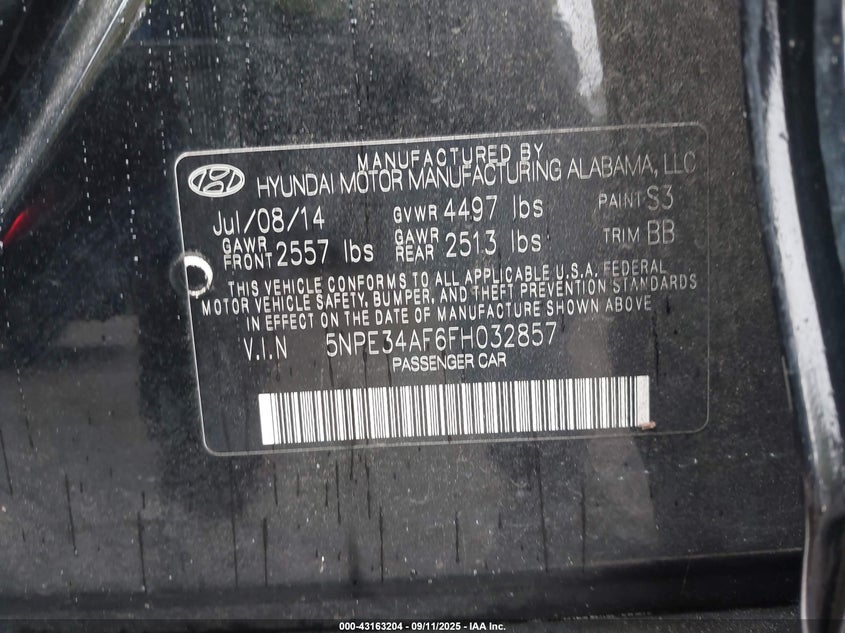 MANUFACTURED BY
HYUNDAI MOTOR MANUFACTURING ALABAMA, LLC
Jul/08/14 GVWR 4497 lbs PAINT S3
GAWR FRONT 2557 lbs GAWR REAR 2513 lbs TRIM BB
THIS VEHICLE CONFORMS TO ALL APPLICABLE U.S.A. FEDERAL
MOTOR VEHICLE SAFETY, BUMPER, AND THEFT PREVENTION STANDARDS
IN EFFECT ON THE DATE OF MANUFACTURE SHOWN ABOVE
V.I.N 5NPE34AF6FH032857
PASSENGER CAR
000-43163204 - 09/11/2025 - IAA Inc.